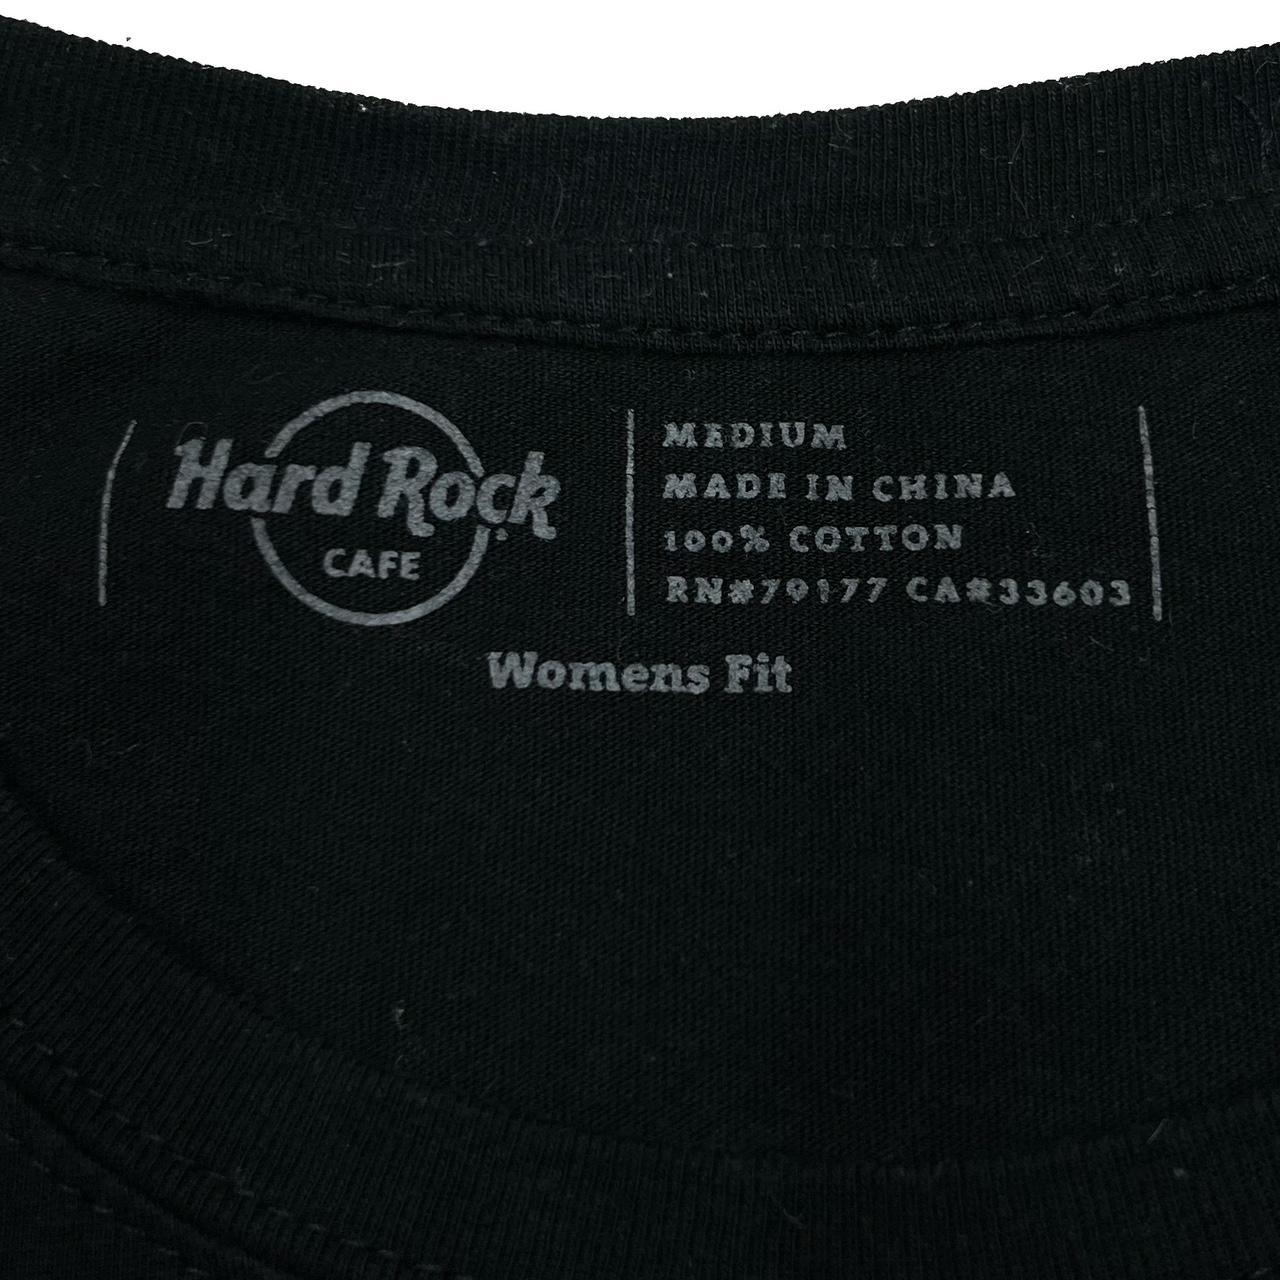 Hard Rock
CAFE
MEDIUM
MADE IN CHINA
100% COTTON
RN#79177 CA#33603
Womens Fit